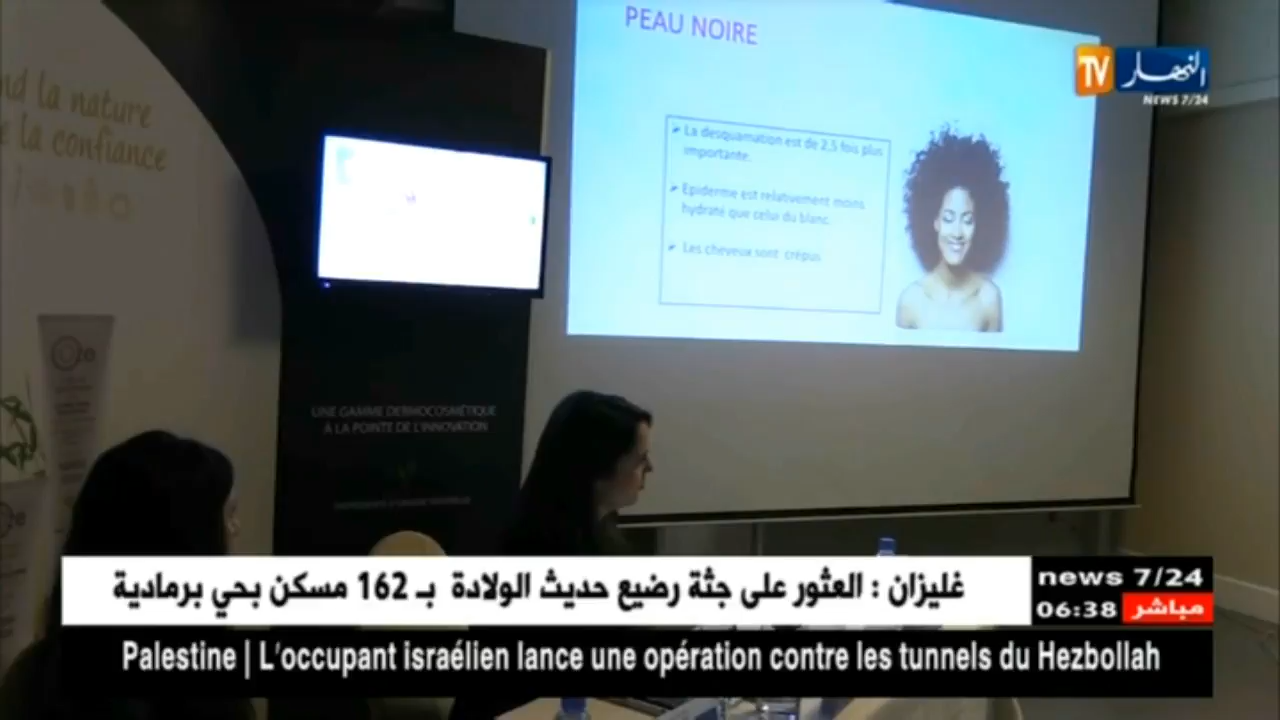 nd la nature
e la confiance
PEAU NOIRE
TV النهار
NEWS 7/24
La desquamation est de 2,5 fois plus
importante.
Epiderme est relativement moins
hydraté que celui du blanc.
Les cheveux sont crépus
UNE GAMME DERMOCOSMÉTIQUE
À LA POINTE DE L'INNOVATION
غليزان : العثور على جثة رضيع حديث الولادة بـ 162 مسكن بحي برمادية
news 7/24
06:38 مباشر
Palestine | L'occupant israélien lance une opération contre les tunnels du Hezbollah